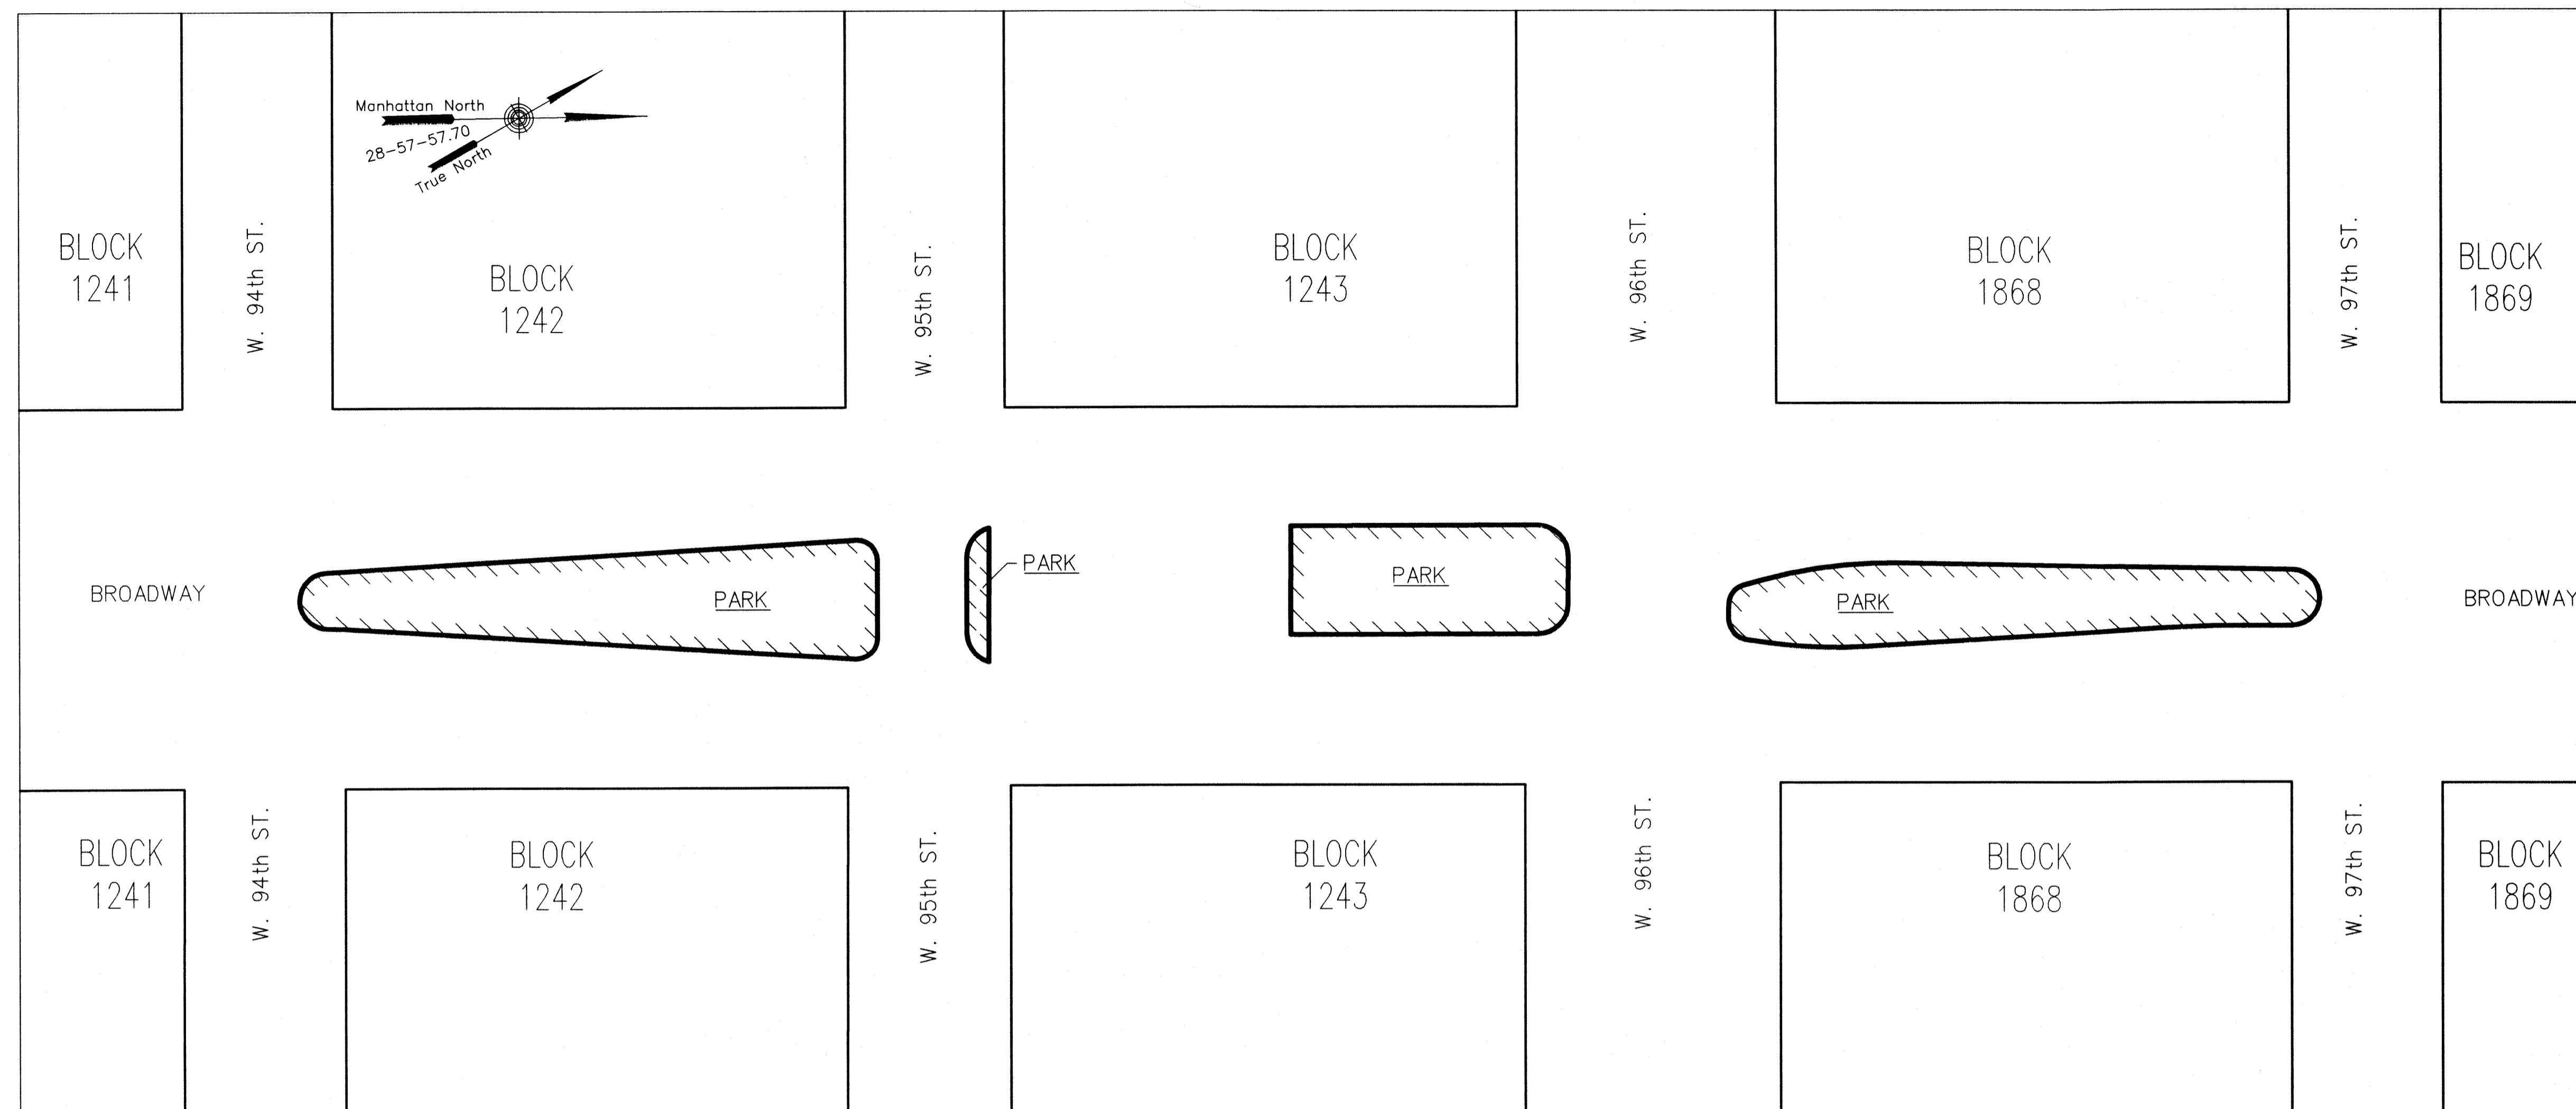 Manhattan North
28-57-57.70
True North
BLOCK
1241
W. 94th ST.
BLOCK
1242
W. 95th ST.
BLOCK
1243
W. 96th ST.
BLOCK
1868
W. 97th ST.
BLOCK
1869
BROADWAY
PARK
PARK
PARK
PARK
BROADWAY
BLOCK
1241
W. 94th ST.
BLOCK
1242
W. 95th ST.
BLOCK
1243
W. 96th ST.
BLOCK
1868
W. 97th ST.
BLOCK
1869